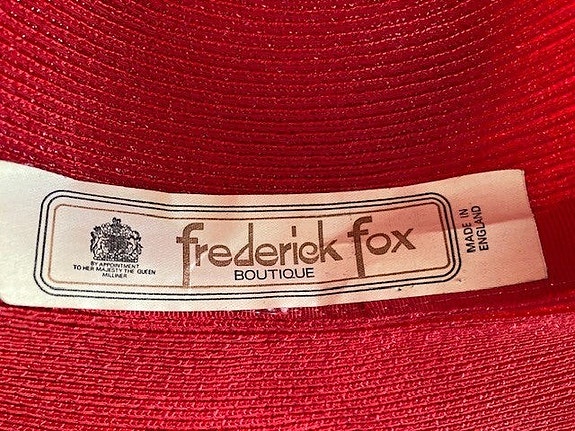 BY APPOINTMENT
TO HER MAJESTY THE QUEEN
MILLINER
frederick fox
BOUTIQUE
MADE IN
ENGLAND